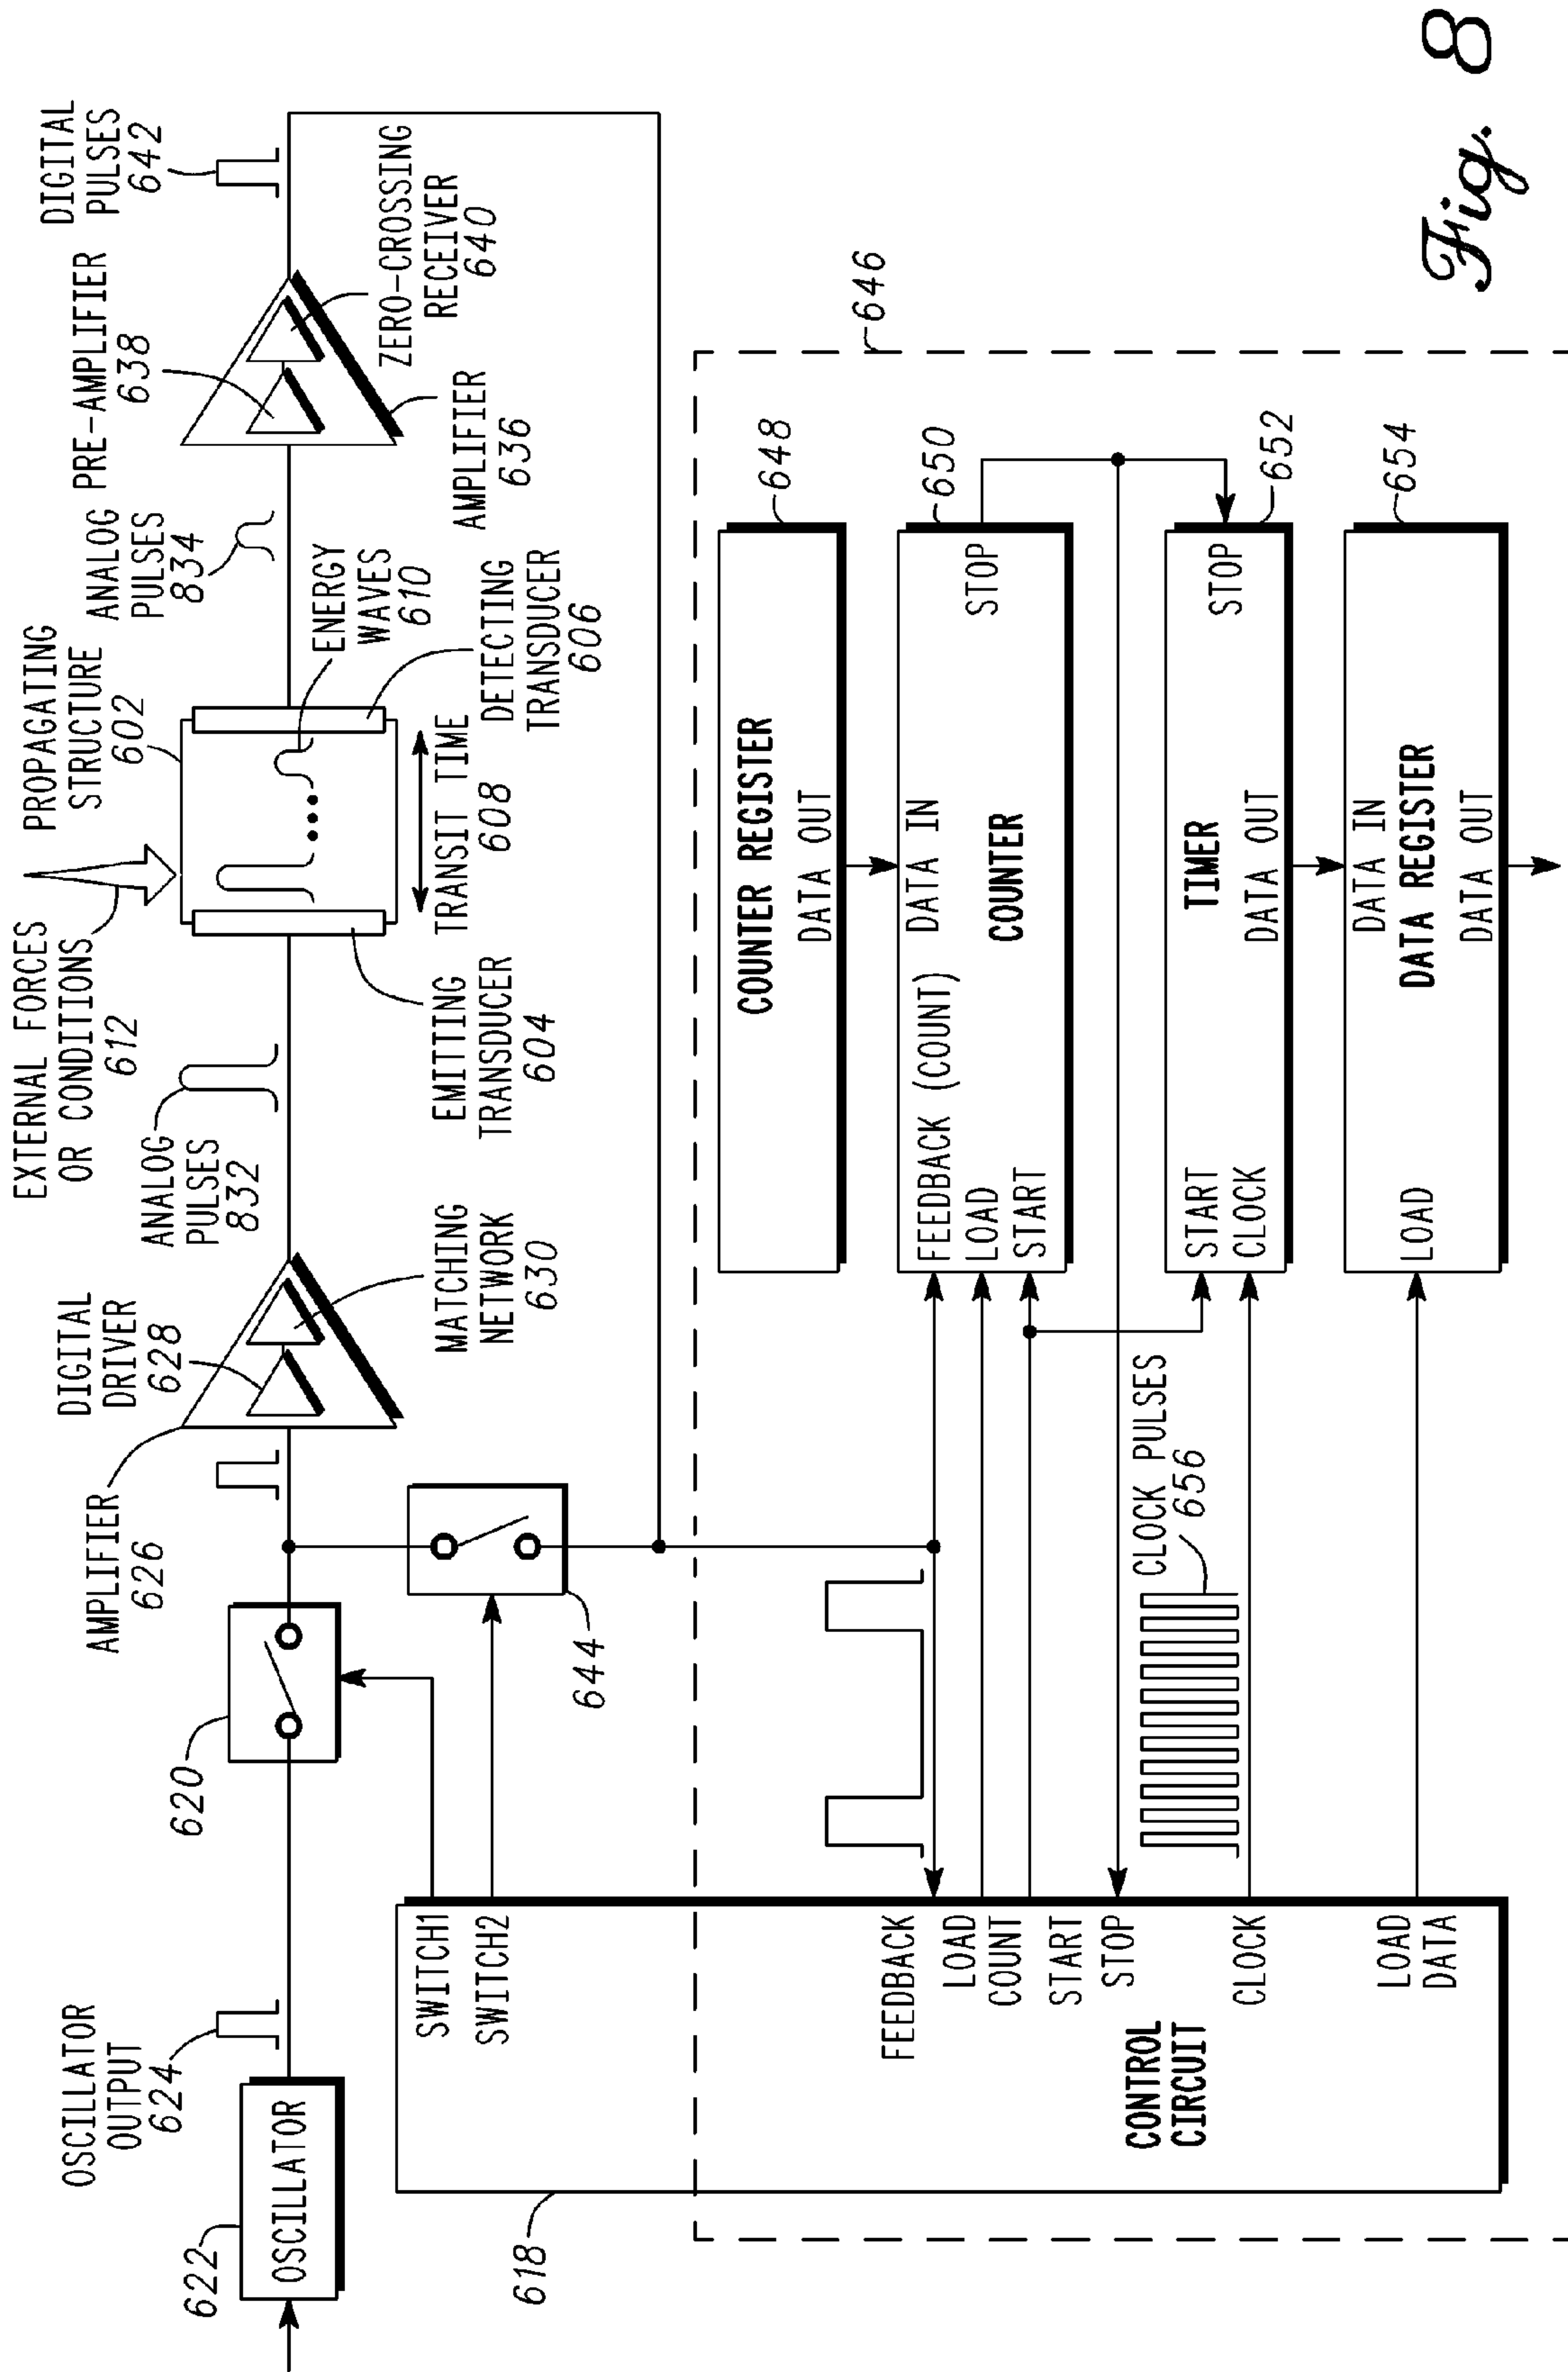 OSCILLATOR
OUTPUT
624
622
OSCILLATOR
620
AMPLIFIER
626
DIGITAL
DRIVER
628
MATCHING
NETWORK
630
644
EXTERNAL FORCES
OR CONDITIONS
612
ANALOG
PULSES
832
EMITTING
TRANSDUCER
604
PROPAGATING
STRUCTURE
602
TRANSIT TIME
608
ENERGY
WAVES
610
DETECTING
TRANSDUCER
606
ANALOG
PULSES
834
PRE-AMPLIFIER
638
AMPLIFIER
636
ZERO-CROSSING
RECEIVER
640
DIGITAL
PULSES
642
618
SWITCH1
SWITCH2
FEEDBACK
LOAD
COUNT
START
STOP
CLOCK
LOAD
DATA
CONTROL
CIRCUIT
CLOCK PULSES
656
646
COUNTER REGISTER
DATA OUT
648
FEEDBACK (COUNT)
LOAD
START
DATA IN
COUNTER
STOP
650
START
CLOCK
TIMER
DATA OUT
STOP
652
LOAD
DATA IN
DATA REGISTER
DATA OUT
654
Fig. 8